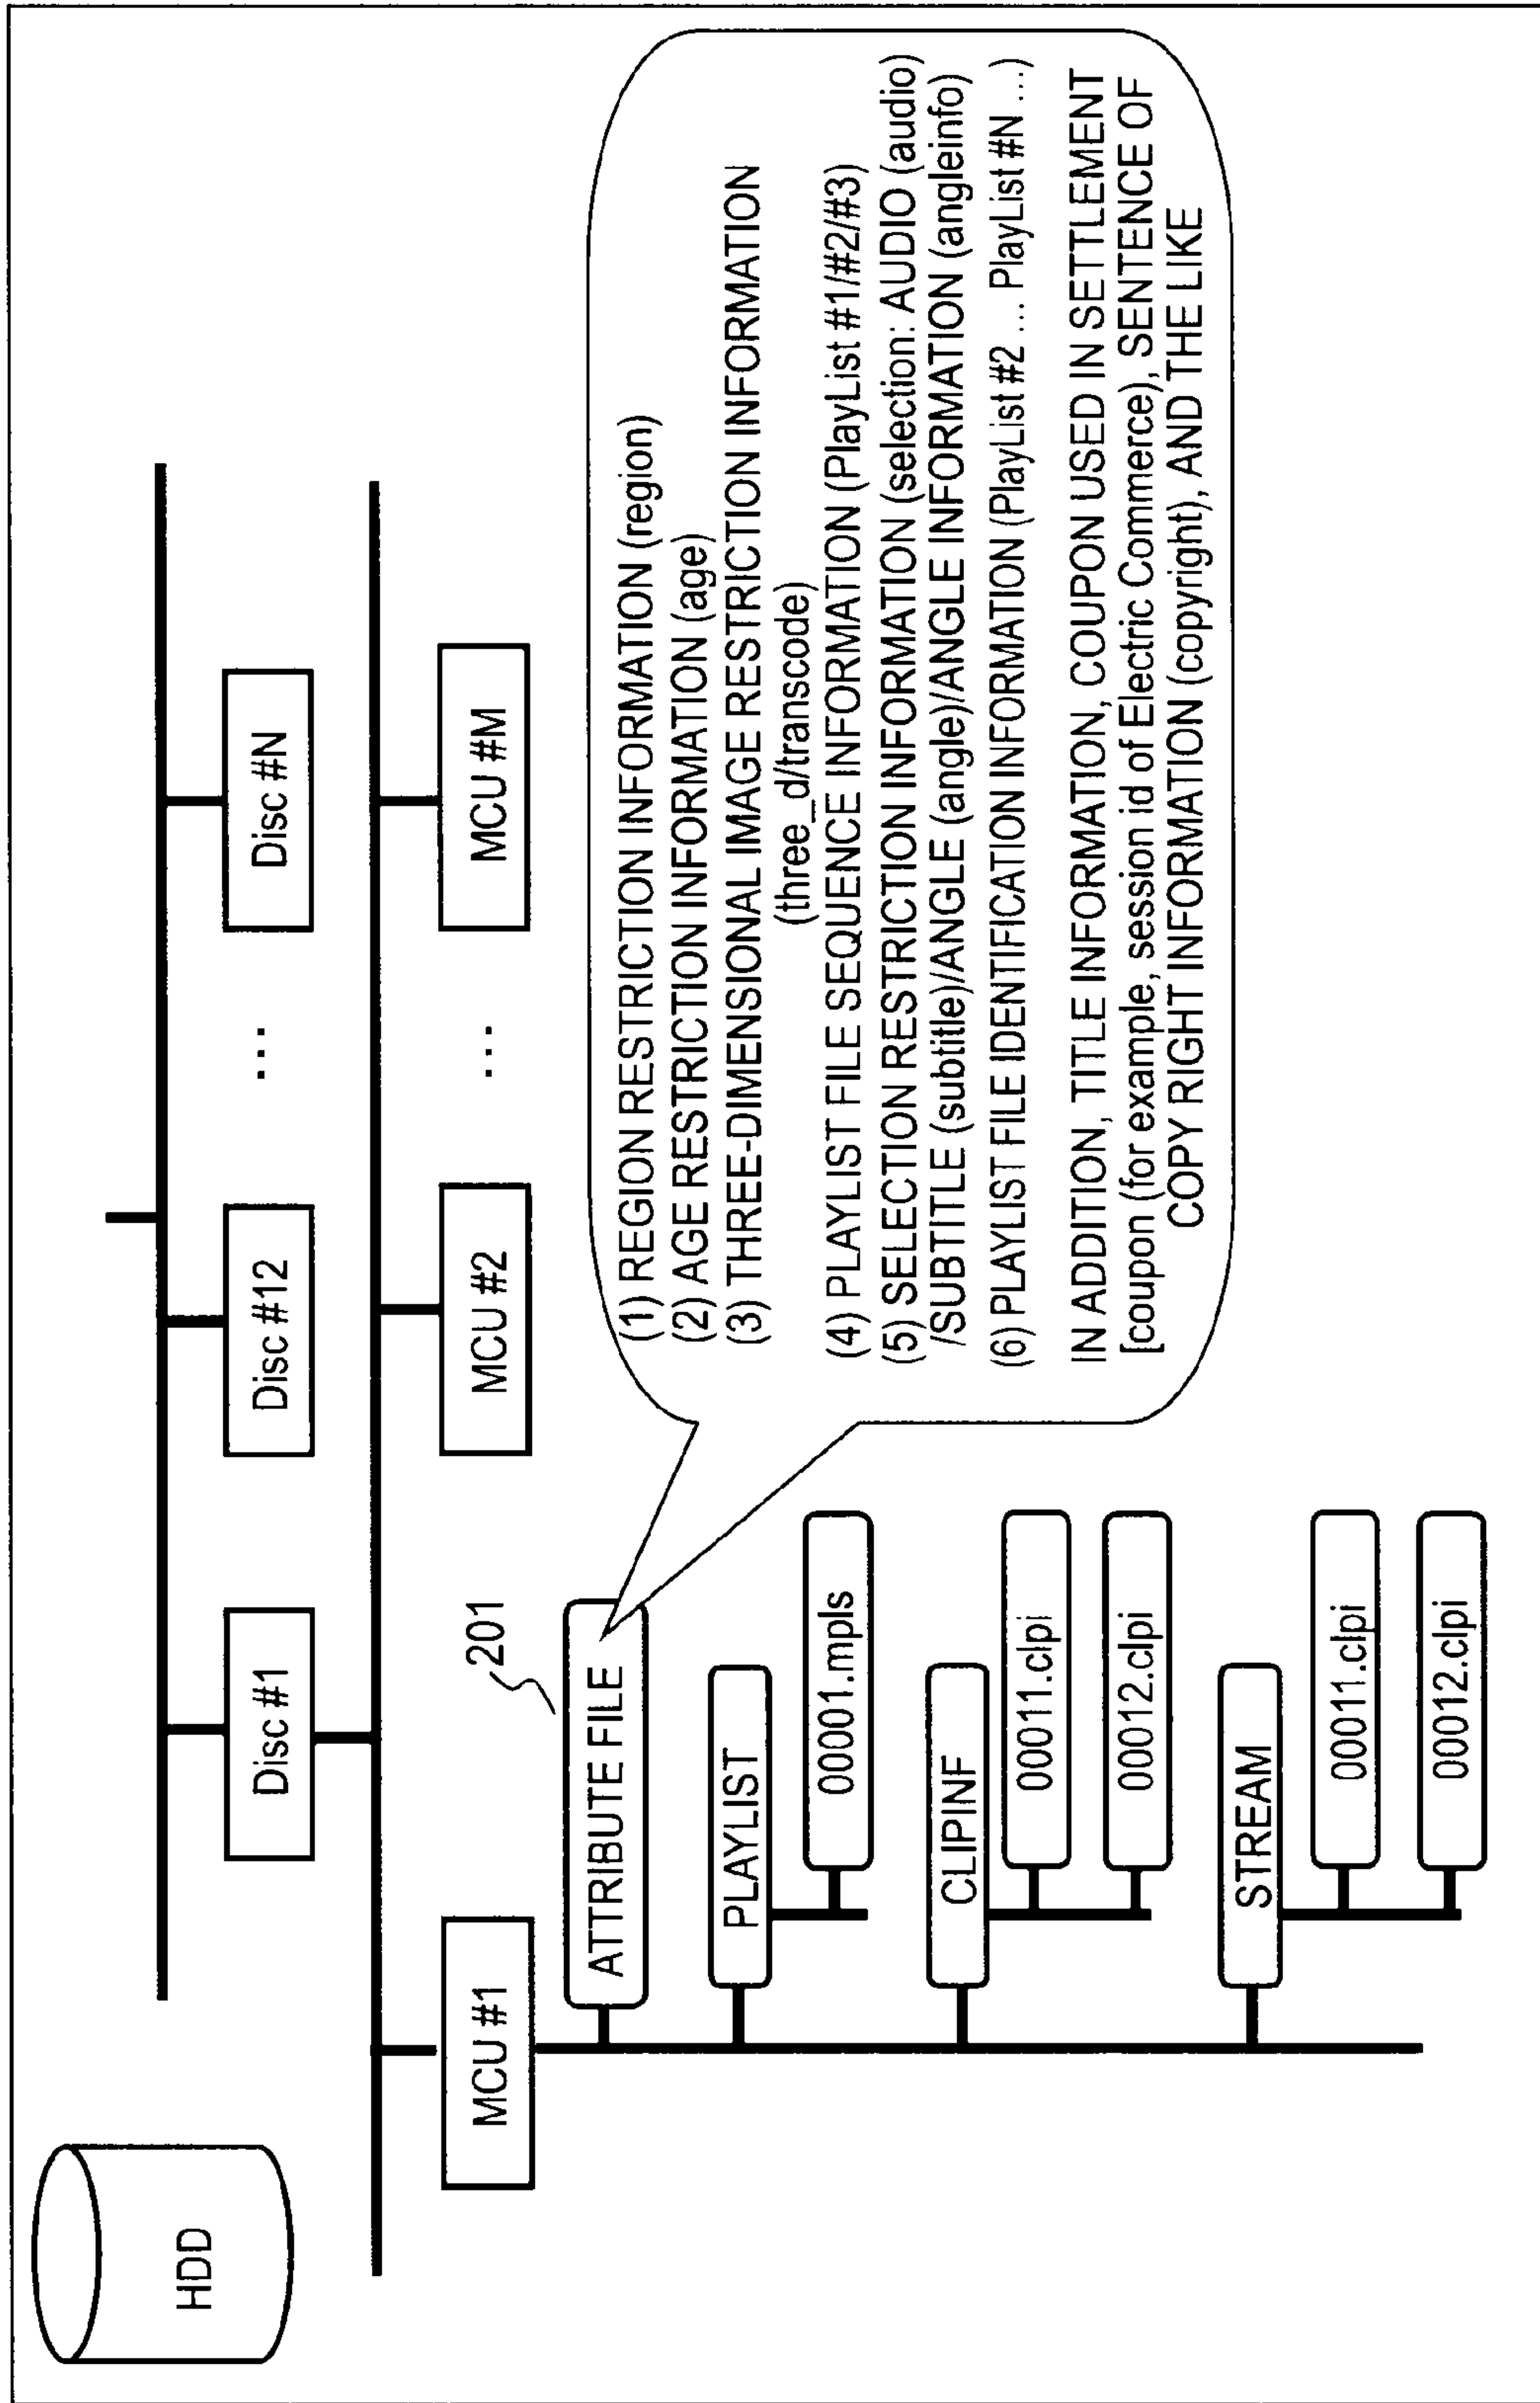 HDD
Disc #1
Disc #12
...
Disc #N
MCU #1
MCU #2
...
MCU #M
201
ATTRIBUTE FILE
PLAYLIST
00001.mpls
CLIPINF
00011.clpi
00012.clpi
STREAM
00011.clpi
00012.clpi
(1) REGION RESTRICTION INFORMATION (region)
(2) AGE RESTRICTION INFORMATION (age)
(3) THREE-DIMENSIONAL IMAGE RESTRICTION INFORMATION
(three_d/transcode)
(4) PLAYLIST FILE SEQUENCE INFORMATION (PlayList #1/#2/#3)
(5) SELECTION RESTRICTION INFORMATION (selection: AUDIO (audio)
/SUBTITLE (subtitle)/ANGLE (angle)/ANGLE INFORMATION (angleinfo)
(6) PLAYLIST FILE IDENTIFICATION INFORMATION (PlayList #2 ... PlayList #N ...)
IN ADDITION, TITLE INFORMATION, COUPON USED IN SETTLEMENT
[coupon (for example, session id of Electric Commerce), SENTENCE OF
COPY RIGHT INFORMATION (copyright), AND THE LIKE